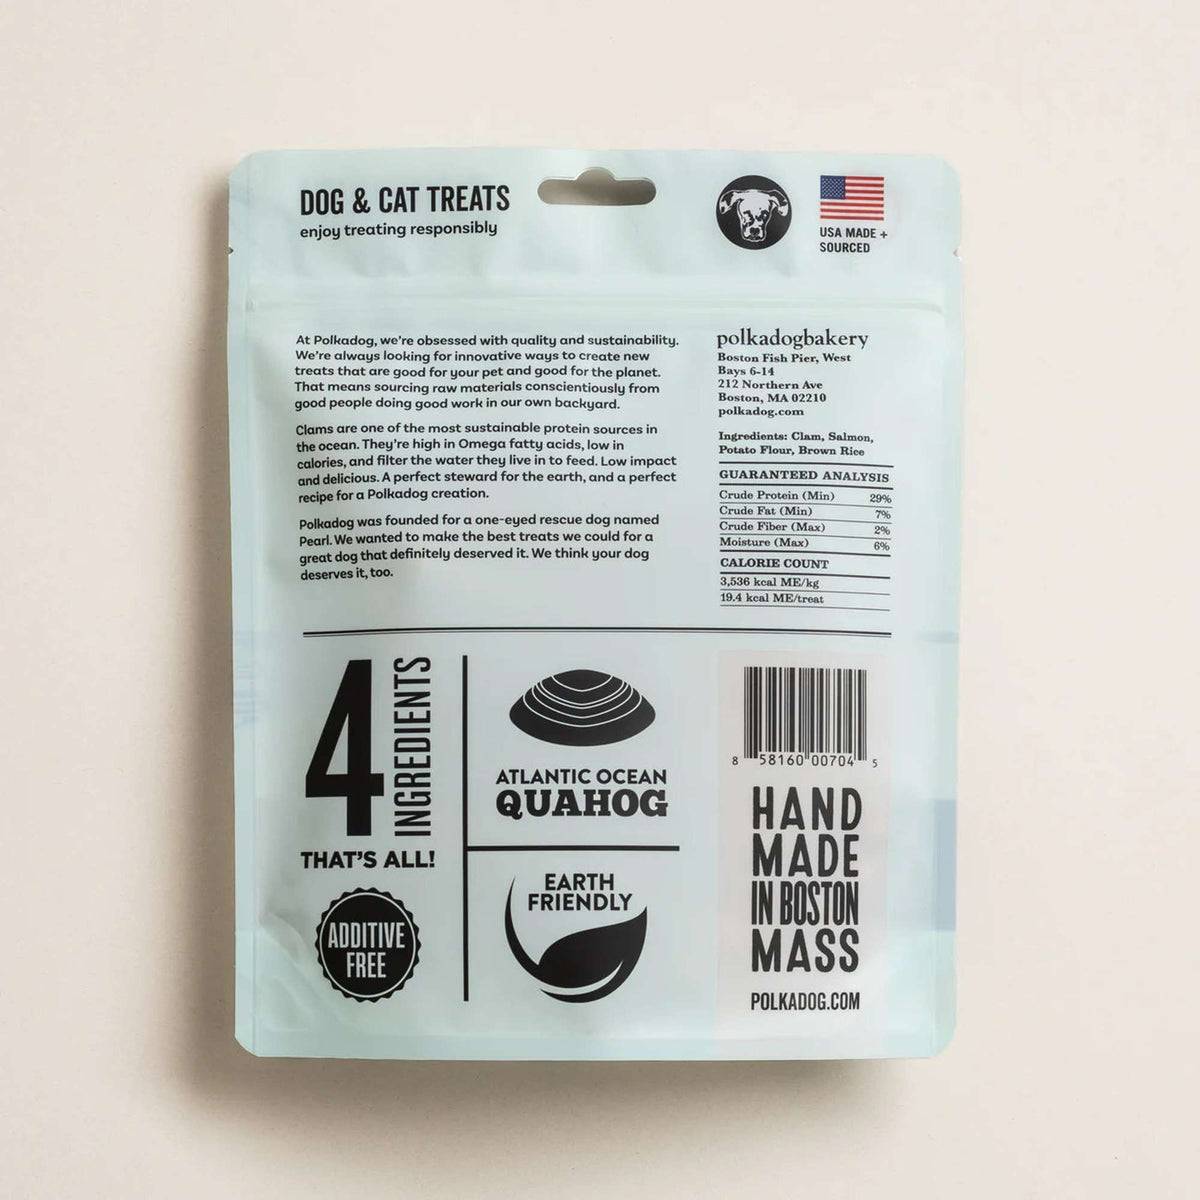 DOG & CAT TREATS
enjoy treating responsibly
USA MADE +
SOURCED
At Polkadog, we're obsessed with quality and sustainability.
We're always looking for innovative ways to create new
treats that are good for your pet and good for the planet.
That means sourcing raw materials conscientiously from
good people doing good work in our own backyard.
Clams are one of the most sustainable protein sources in
the ocean. They're high in Omega fatty acids, low in
calories, and filter the water they live in to feed. Low impact
and delicious. A perfect steward for the earth, and a perfect
recipe for a Polkadog creation.
Polkadog was founded for a one-eyed rescue dog named
Pearl. We wanted to make the best treats we could for a
great dog that definitely deserved it. We think your dog
deserves it, too.
polkadogbakery
Boston Fish Pier, West
Bays 6-14
212 Northern Ave
Boston, MA 02210
polkadog.com
Ingredients: Clam, Salmon,
Potato Flour, Brown Rice
GUARANTEED ANALYSIS
Crude Protein (Min) 29%
Crude Fat (Min) 7%
Crude Fiber (Max) 2%
Moisture (Max) 6%
CALORIE COUNT
3,536 kcal ME/kg
19.4 kcal ME/treat
4 INGREDIENTS
THAT'S ALL!
ADDITIVE
FREE
ATLANTIC OCEAN
QUAHOG
EARTH
FRIENDLY
8 58160 00704 5
HAND
MADE
IN BOSTON
MASS
POLKADOG.COM